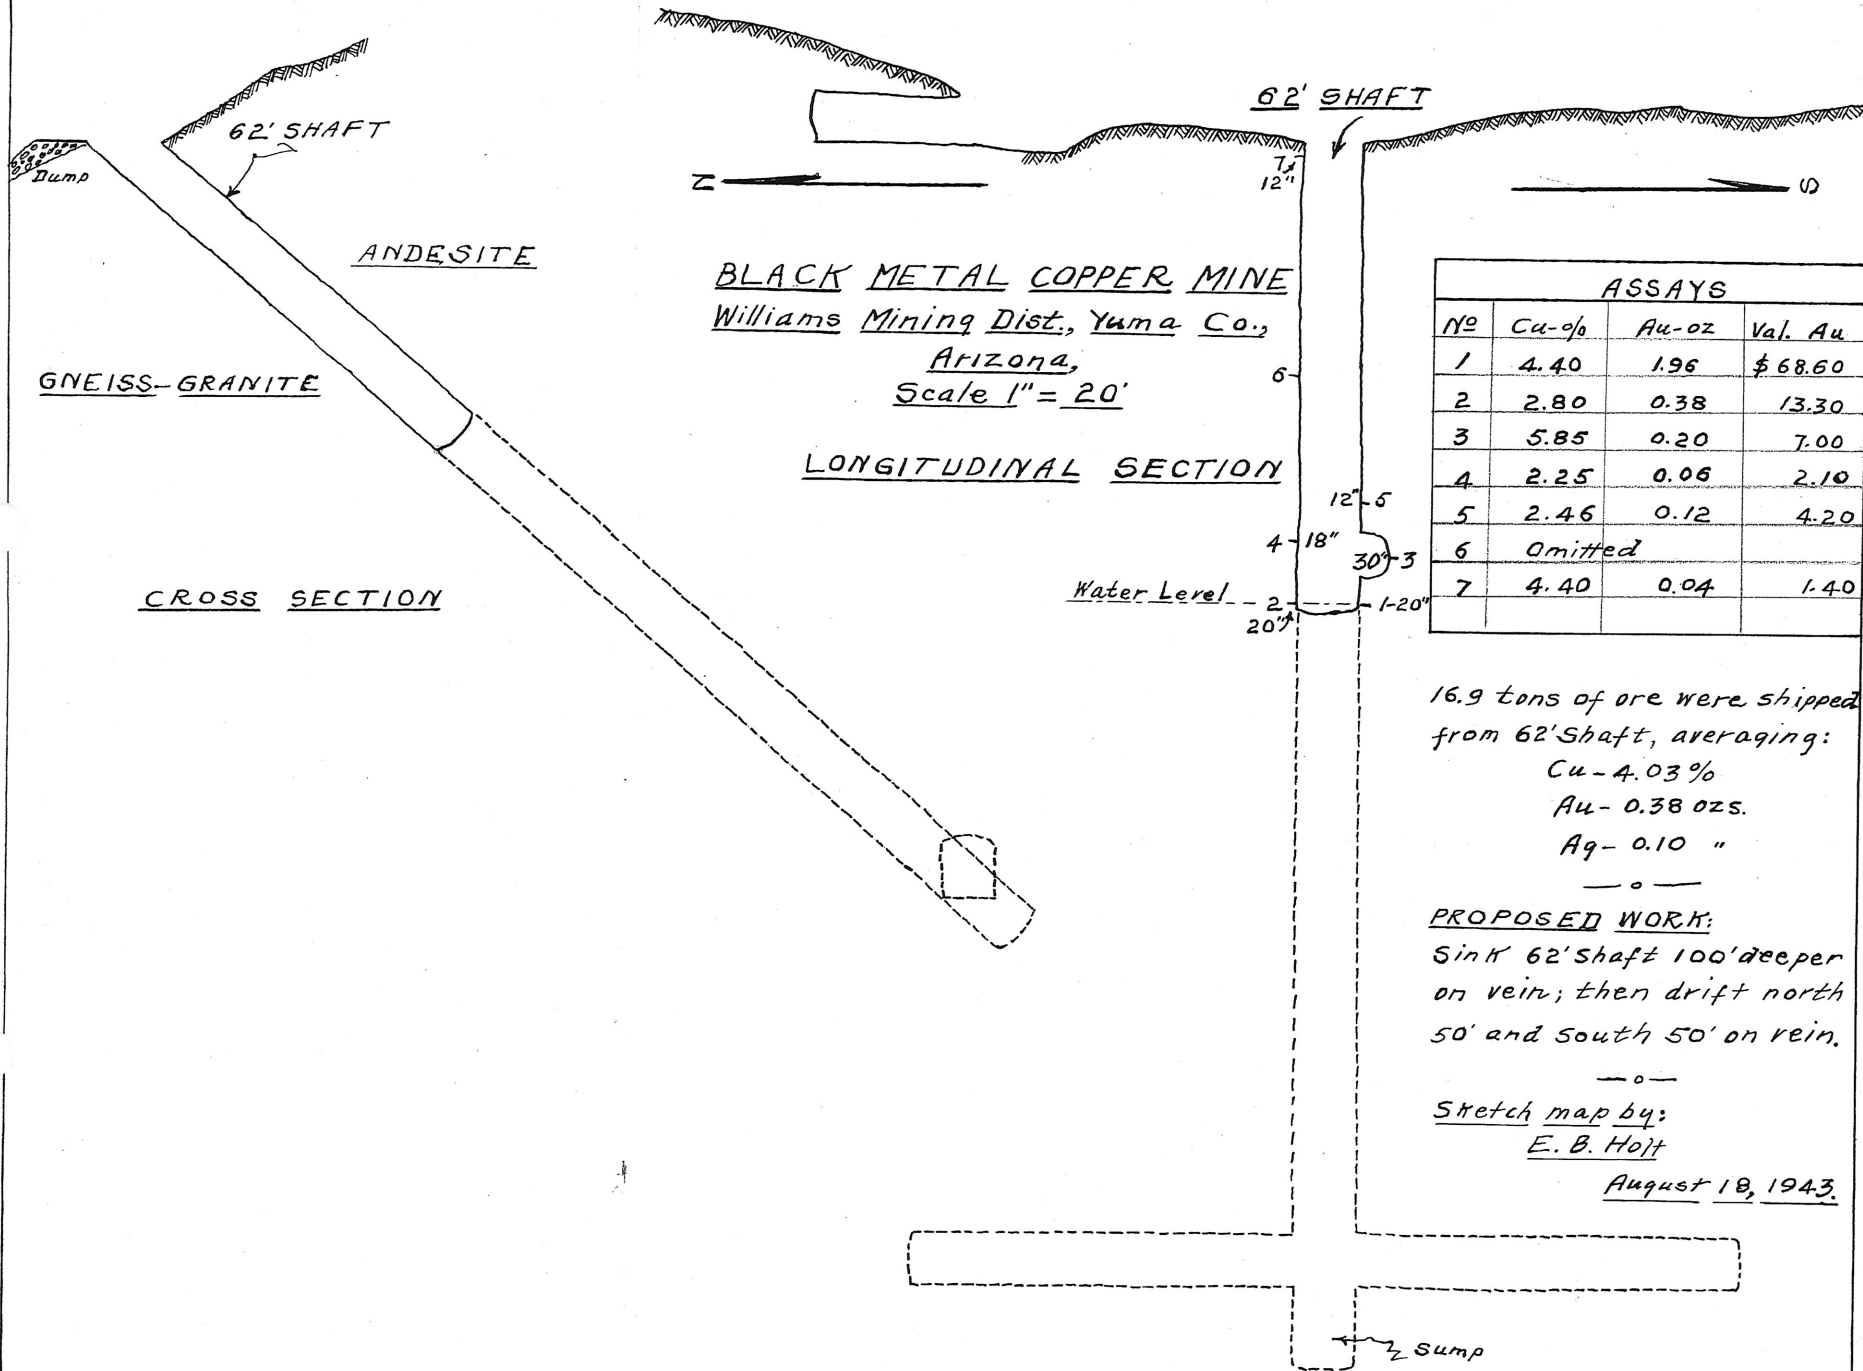 62' SHAFT
Dump
ANDESITE
GNEISS-GRANITE
CROSS SECTION
62' SHAFT
N
S
BLACK METAL COPPER MINE
Williams Mining Dist., Yuma Co.,
Arizona,
Scale 1" = 20'
LONGITUDINAL SECTION
7
12"
6
12" 5
4 18"
30" 3
Water Level
2
20"
1-20"
ASSAYS
Nº Cu-% Au-oz Val. Au
1 4.40 1.96 $68.60
2 2.80 0.38 13.30
3 5.85 0.20 7.00
4 2.25 0.06 2.10
5 2.46 0.12 4.20
6 Omitted
7 4.40 0.04 1.40
16.9 tons of ore were shipped
from 62' Shaft, averaging:
Cu - 4.03%
Au - 0.38 ozs.
Ag - 0.10 "
PROPOSED WORK:
Sink 62' shaft 100' deeper
on vein; then drift north
50' and south 50' on vein.
Sketch map by:
E. B. Holt
August 18, 1943.
Sump